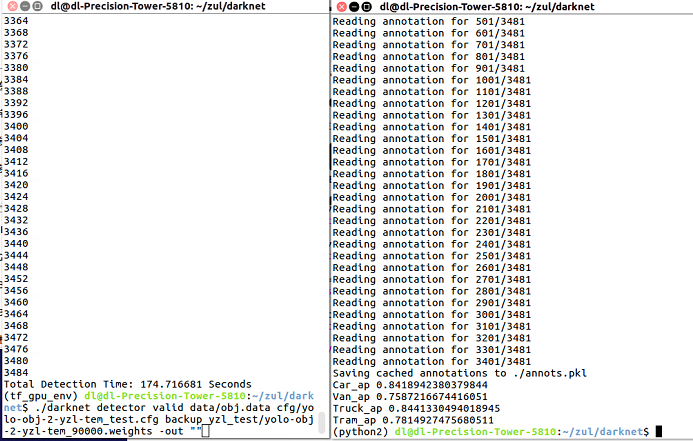 dl@dl-Precision-Tower-5810: ~/zul/darknet
3364
3368
3372
3376
3380
3384
3388
3392
3396
3400
3404
3408
3412
3416
3420
3424
3428
3432
3436
3440
3444
3448
3452
3456
3460
3464
3468
3472
3476
3480
3484
Total Detection Time: 174.716681 Seconds
(tf_gpu_env) dl@dl-Precision-Tower-5810:~/zul/dark
net$ ./darknet detector valid data/obj.data cfg/yo
lo-obj-2-yzl-tem_test.cfg backup_yzl_test/yolo-obj
-2-yzl-tem_90000.weights -out ""
dl@dl-Precision-Tower-5810: ~/zul/darknet
Reading annotation for 501/3481
Reading annotation for 601/3481
Reading annotation for 701/3481
Reading annotation for 801/3481
Reading annotation for 901/3481
Reading annotation for 1001/3481
Reading annotation for 1101/3481
Reading annotation for 1201/3481
Reading annotation for 1301/3481
Reading annotation for 1401/3481
Reading annotation for 1501/3481
Reading annotation for 1601/3481
Reading annotation for 1701/3481
Reading annotation for 1801/3481
Reading annotation for 1901/3481
Reading annotation for 2001/3481
Reading annotation for 2101/3481
Reading annotation for 2201/3481
Reading annotation for 2301/3481
Reading annotation for 2401/3481
Reading annotation for 2501/3481
Reading annotation for 2601/3481
Reading annotation for 2701/3481
Reading annotation for 2801/3481
Reading annotation for 2901/3481
Reading annotation for 3001/3481
Reading annotation for 3101/3481
Reading annotation for 3201/3481
Reading annotation for 3301/3481
Reading annotation for 3401/3481
Saving cached annotations to ./annots.pkl
Car_ap 0.8418942380379844
Van_ap 0.7587216674416051
Truck_ap 0.8441330494018945
Tram_ap 0.7814927475680511
(python2) dl@dl-Precision-Tower-5810:~/zul/darknet$